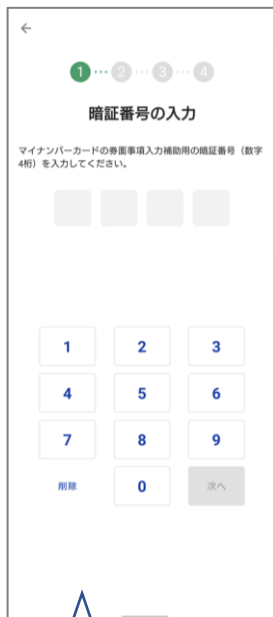 ←
1 … 2 … 3 … 4
暗証番号の入力
マイナンバーカードの券面事項入力補助用の暗証番号（数字
4桁）を入力してください。
1 2 3
4 5 6
7 8 9
削除 0 次へ